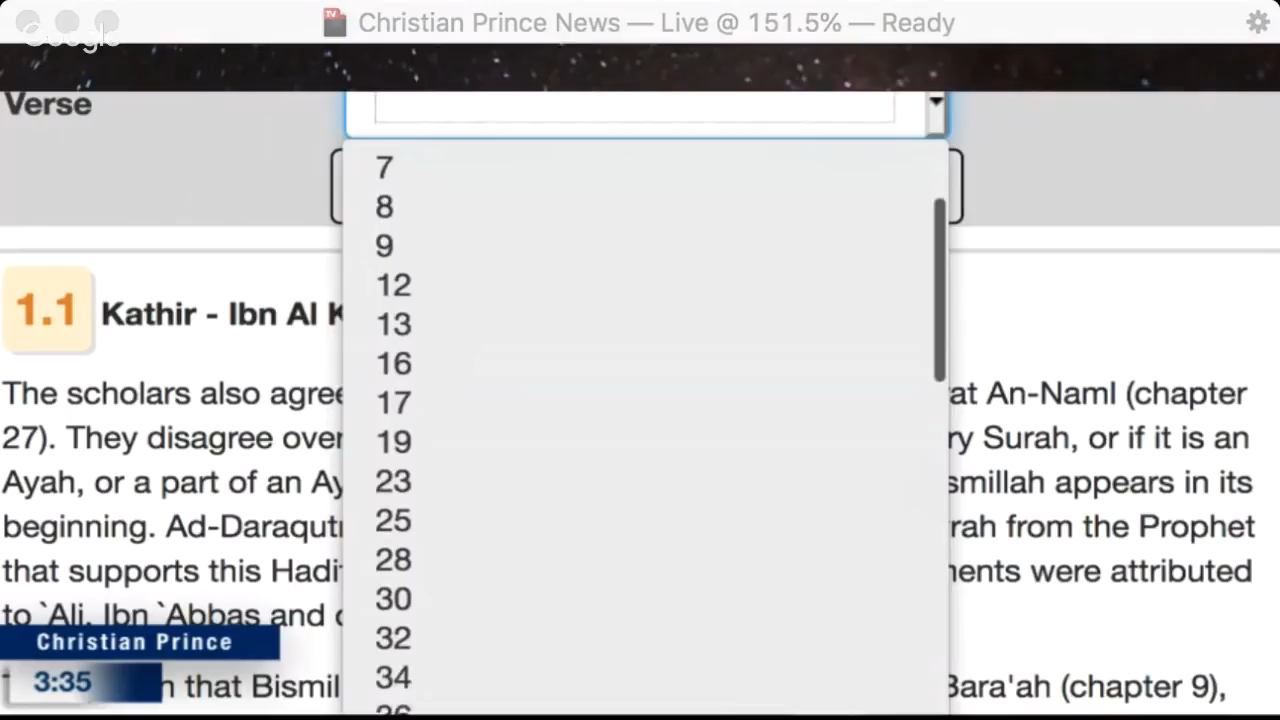 Christian Prince News — Live @ 151.5% — Ready
Google
Verse
7
8
9
12
13
16
17
19
23
25
28
30
32
34
1.1 Kathir - Ibn Al K
The scholars also agree at An-Naml (chapter
27). They disagree over ry Surah, or if it is an
Ayah, or a part of an Ay smillah appears in its
beginning. Ad-Daraqut rah from the Prophet
that supports this Hadi ents were attributed
to `Ali, Ibn `Abbas and
Christian Prince
3:35
n that Bismil Bara'ah (chapter 9),